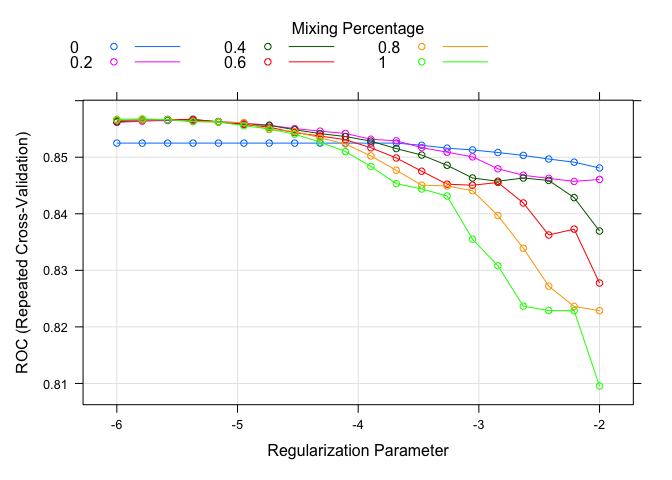 Mixing Percentage
0 0.4 0.8
0.2 0.6 1
ROC (Repeated Cross-Validation)
0.85
0.84
0.83
0.82
0.81
-6 -5 -4 -3 -2
Regularization Parameter